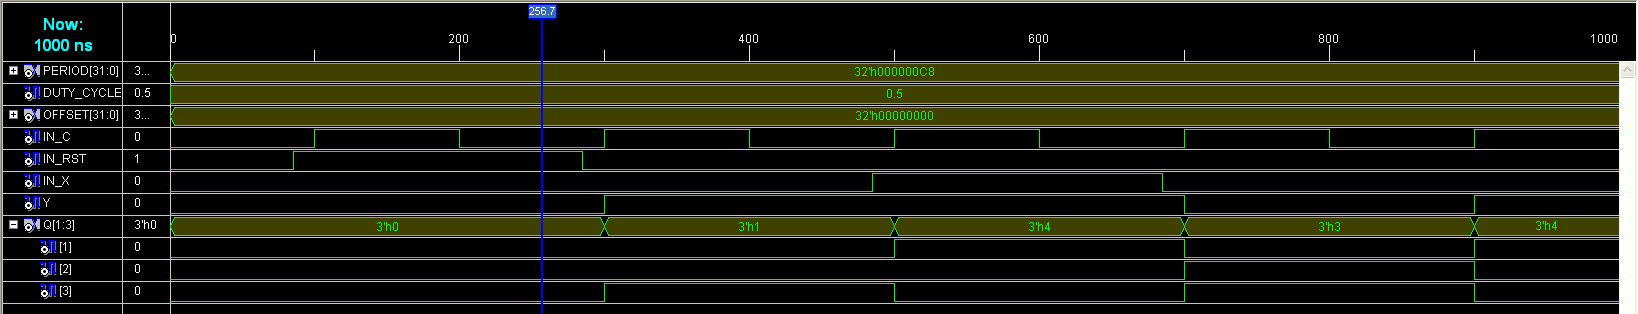 256.7
Now:
1000 ns
0 200 400 600 800 1000
PERIOD[31:0] 3... 32'h000000C8
DUTY_CYCLE 0.5 0.5
OFFSET[31:0] 3... 32'h00000000
IN_C 0
IN_RST 1
IN_X 0
Y 0
Q[1:3] 3'h0 3'h0 3'h1 3'h4 3'h3 3'h4
[1] 0
[2] 0
[3] 0